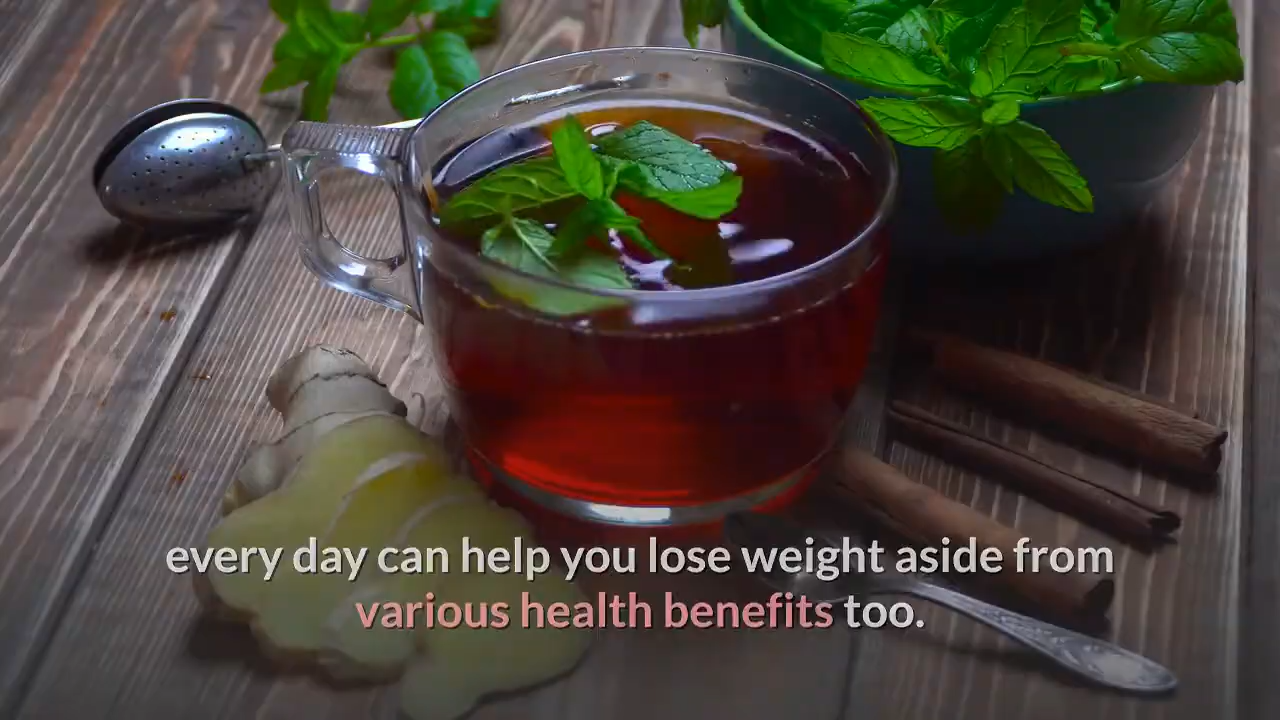 every day can help you lose weight aside from
various health benefits too.